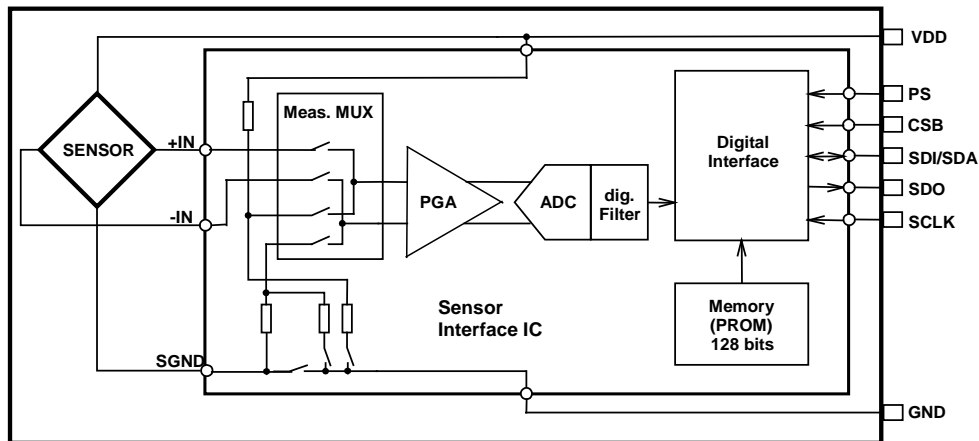 VDD
PS
Meas. MUX
CSB
+IN
SENSOR
Digital
Interface
SDI/SDA
PGA
ADC
dig.
Filter
SDO
-IN
SCLK
Sensor
Interface IC
Memory
(PROM)
128 bits
SGND
GND